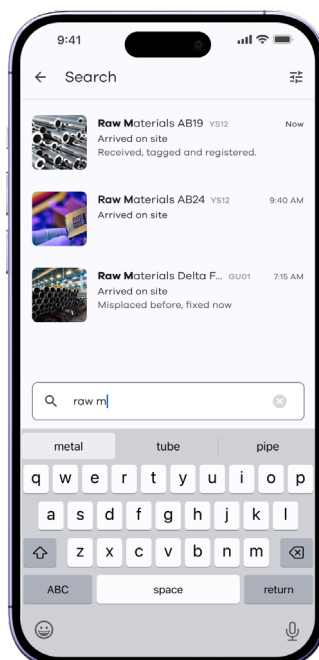 9:41
Search
Raw Materials AB19 YS12 Now
Arrived on site
Received, tagged and registered.
Raw Materials AB24 YS12 9:40 AM
Arrived on site
Raw Materials Delta F... GU01 7:15 AM
Arrived on site
Misplaced before, fixed now
raw m
metal tube pipe
q w e r t y u i o p
a s d f g h j k l
z x c v b n m
ABC space return